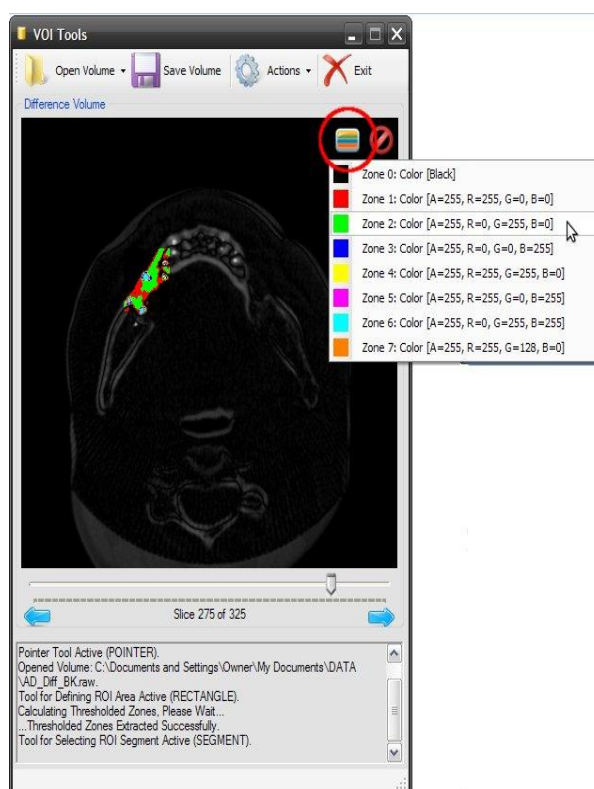 VOI Tools
Open Volume Save Volume Actions Exit
Difference Volume
Zone 0: Color [Black]
Zone 1: Color [A=255, R=255, G=0, B=0]
Zone 2: Color [A=255, R=0, G=255, B=0]
Zone 3: Color [A=255, R=0, G=0, B=255]
Zone 4: Color [A=255, R=255, G=255, B=0]
Zone 5: Color [A=255, R=255, G=0, B=255]
Zone 6: Color [A=255, R=0, G=255, B=255]
Zone 7: Color [A=255, R=255, G=128, B=0]
Slice 275 of 325
Pointer Tool Active (POINTER).
Opened Volume: C:\Documents and Settings\Owner\My Documents\DATA
\AD_Diff_BK.raw.
Tool for Defining ROI Area Active (RECTANGLE).
Calculating Thresholded Zones, Please Wait...
...Thresholded Zones Extracted Successfully.
Tool for Selecting ROI Segment Active (SEGMENT).